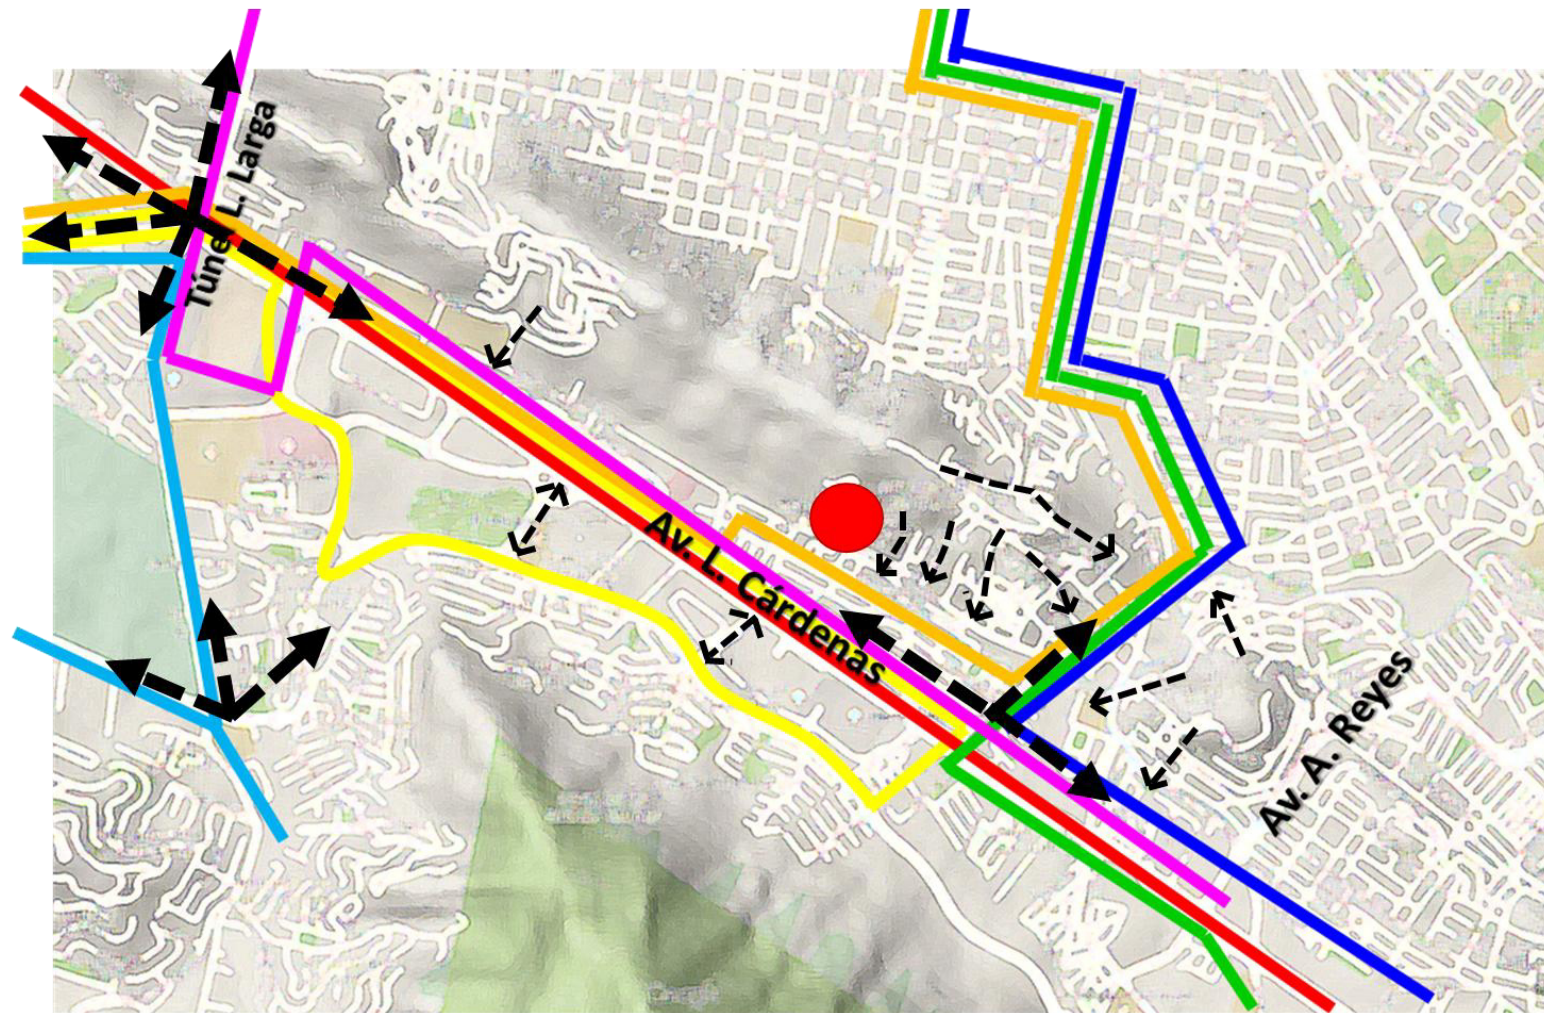 Túnel L. Larga
Av. L. Cárdenas
Av. A. Reyes